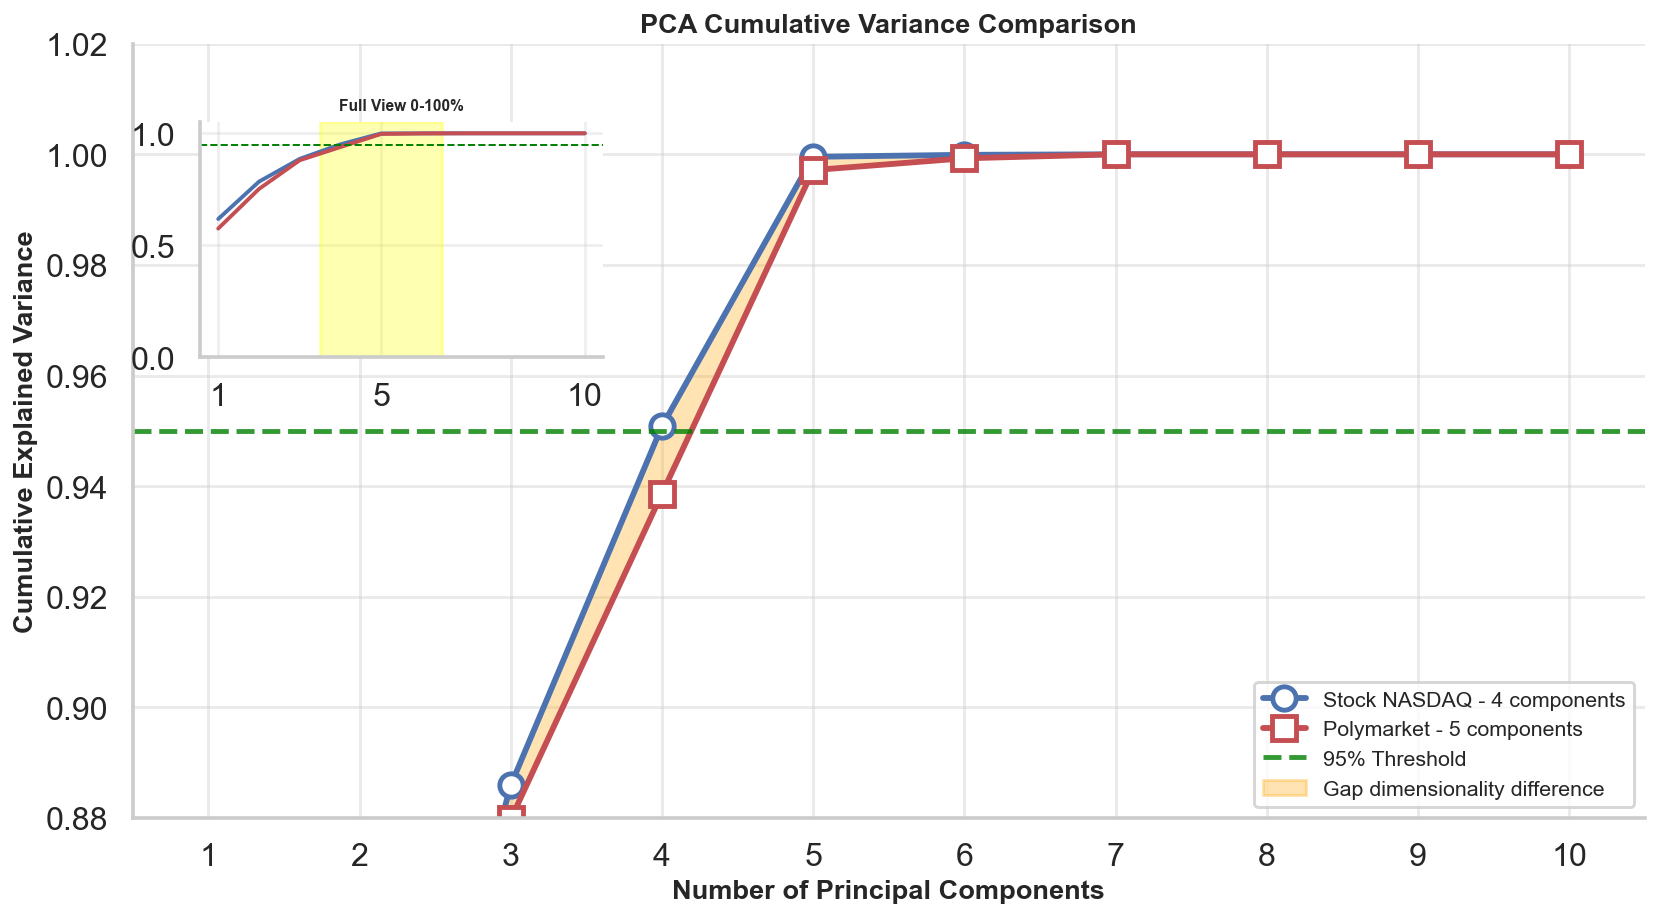 PCA Cumulative Variance Comparison
1.02
1.00
0.98
0.96
0.94
0.92
0.90
0.88
Cumulative Explained Variance
Full View 0-100%
1.0
0.5
0.0
1 5 10
Stock NASDAQ - 4 components
Polymarket - 5 components
95% Threshold
Gap dimensionality difference
1 2 3 4 5 6 7 8 9 10
Number of Principal Components